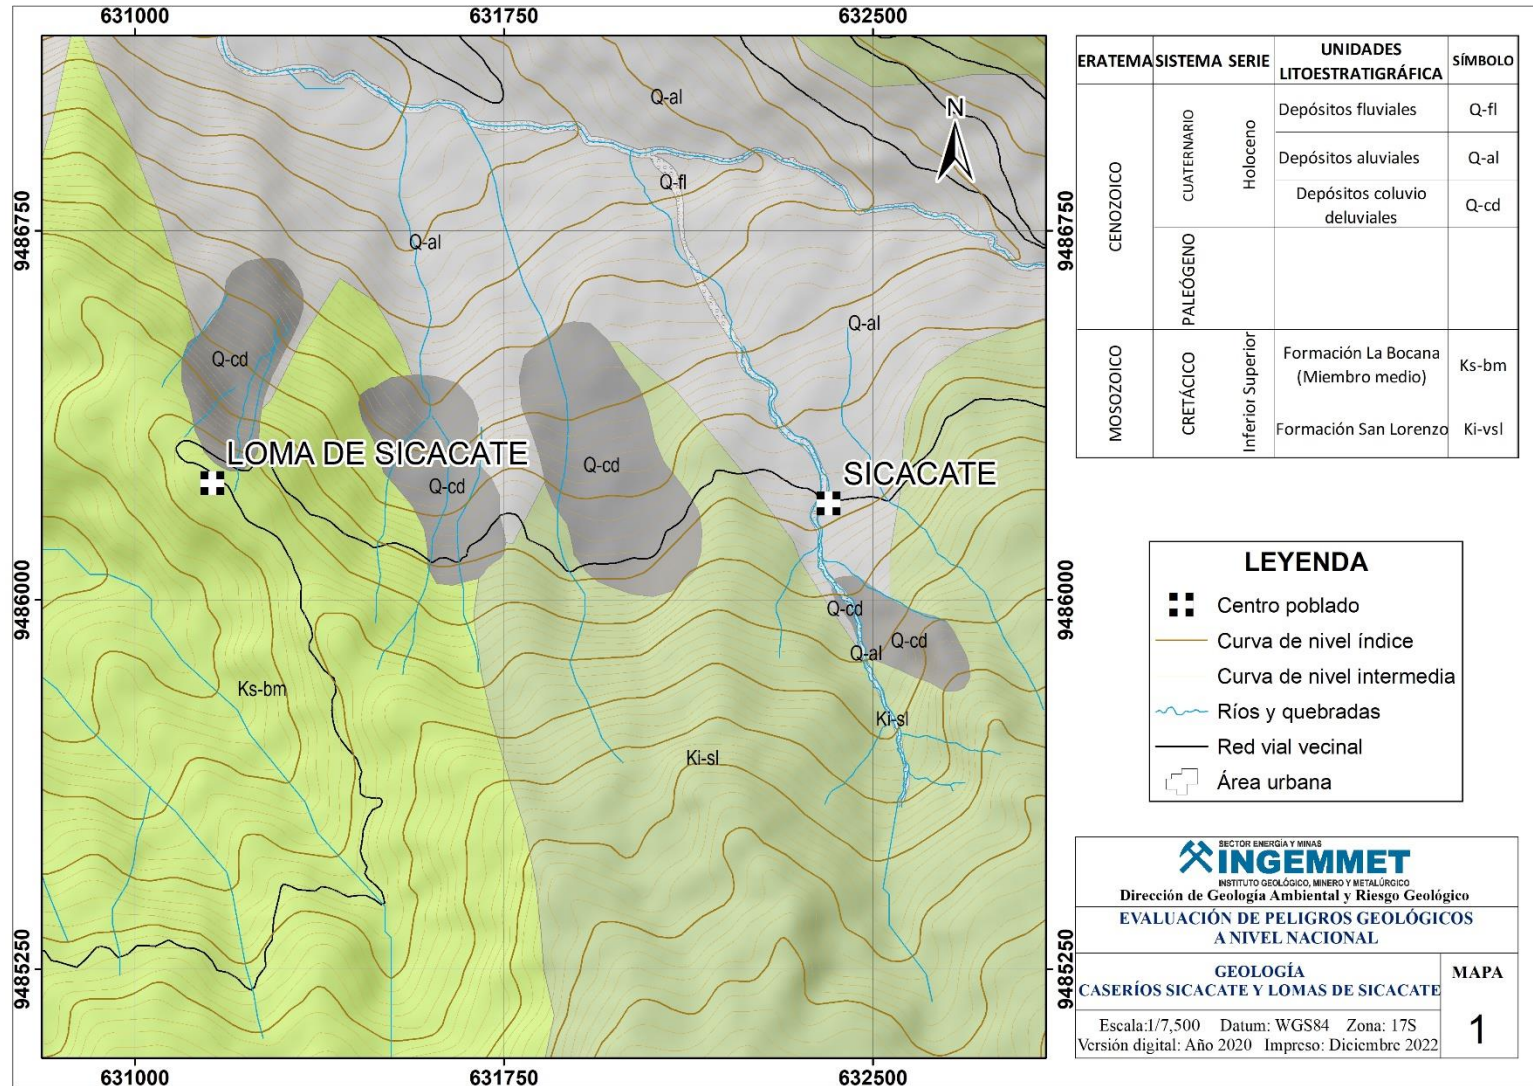 631000 631750 632500
Q-al
N
Q-fl
9486750
9486750
Q-al
Q-al
Q-cd
LOMA DE SICACATE
Q-cd
Q-cd
SICACATE
9486000
9486000
Q-cd
Q-cd
Q-al
Ks-bm
Ki-sl
Ki-sl
9485250
9485250
631000 631750 632500
ERATEMA SISTEMA SERIE UNIDADES LITOESTRATIGRÁFICA SÍMBOLO
CENOZOICO
CUATERNARIO
Holoceno
Depósitos fluviales Q-fl
Depósitos aluviales Q-al
Depósitos coluvio
deluviales Q-cd
PALEÓGENO
MOSOZOICO
CRETÁCICO
Inferior Superior
Formación La Bocana
(Miembro medio) Ks-bm
Formación San Lorenzo Ki-vsl
LEYENDA
Centro poblado
Curva de nivel índice
Curva de nivel intermedia
Ríos y quebradas
Red vial vecinal
Área urbana
SECTOR ENERGÍA Y MINAS
INGEMMET
INSTITUTO GEOLÓGICO, MINERO Y METALÚRGICO
Dirección de Geología Ambiental y Riesgo Geológico
EVALUACIÓN DE PELIGROS GEOLÓGICOS
A NIVEL NACIONAL
GEOLOGÍA
CASERÍOS SICACATE Y LOMAS DE SICACATE
MAPA
1
Escala:1/7,500 Datum: WGS84 Zona: 17S
Versión digital: Año 2020 Impreso: Diciembre 2022